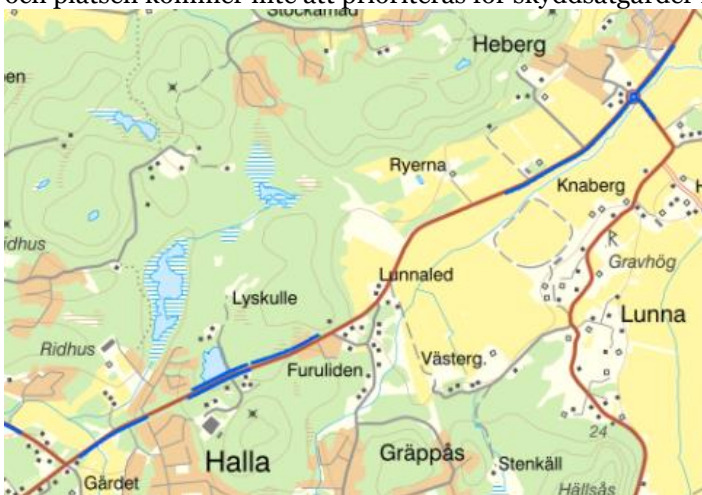 och platsen kommer inte att prioriteras för skyddsåtgärder
Stockamad
Heberg
Ryerna
Knaberg
Gravhög
Lunnaled
Lyskulle
Lunna
Ridhus
Västerg.
Furuliden
24
Halla
Gräppås
Stenkäll
Gärdet
Hällsås